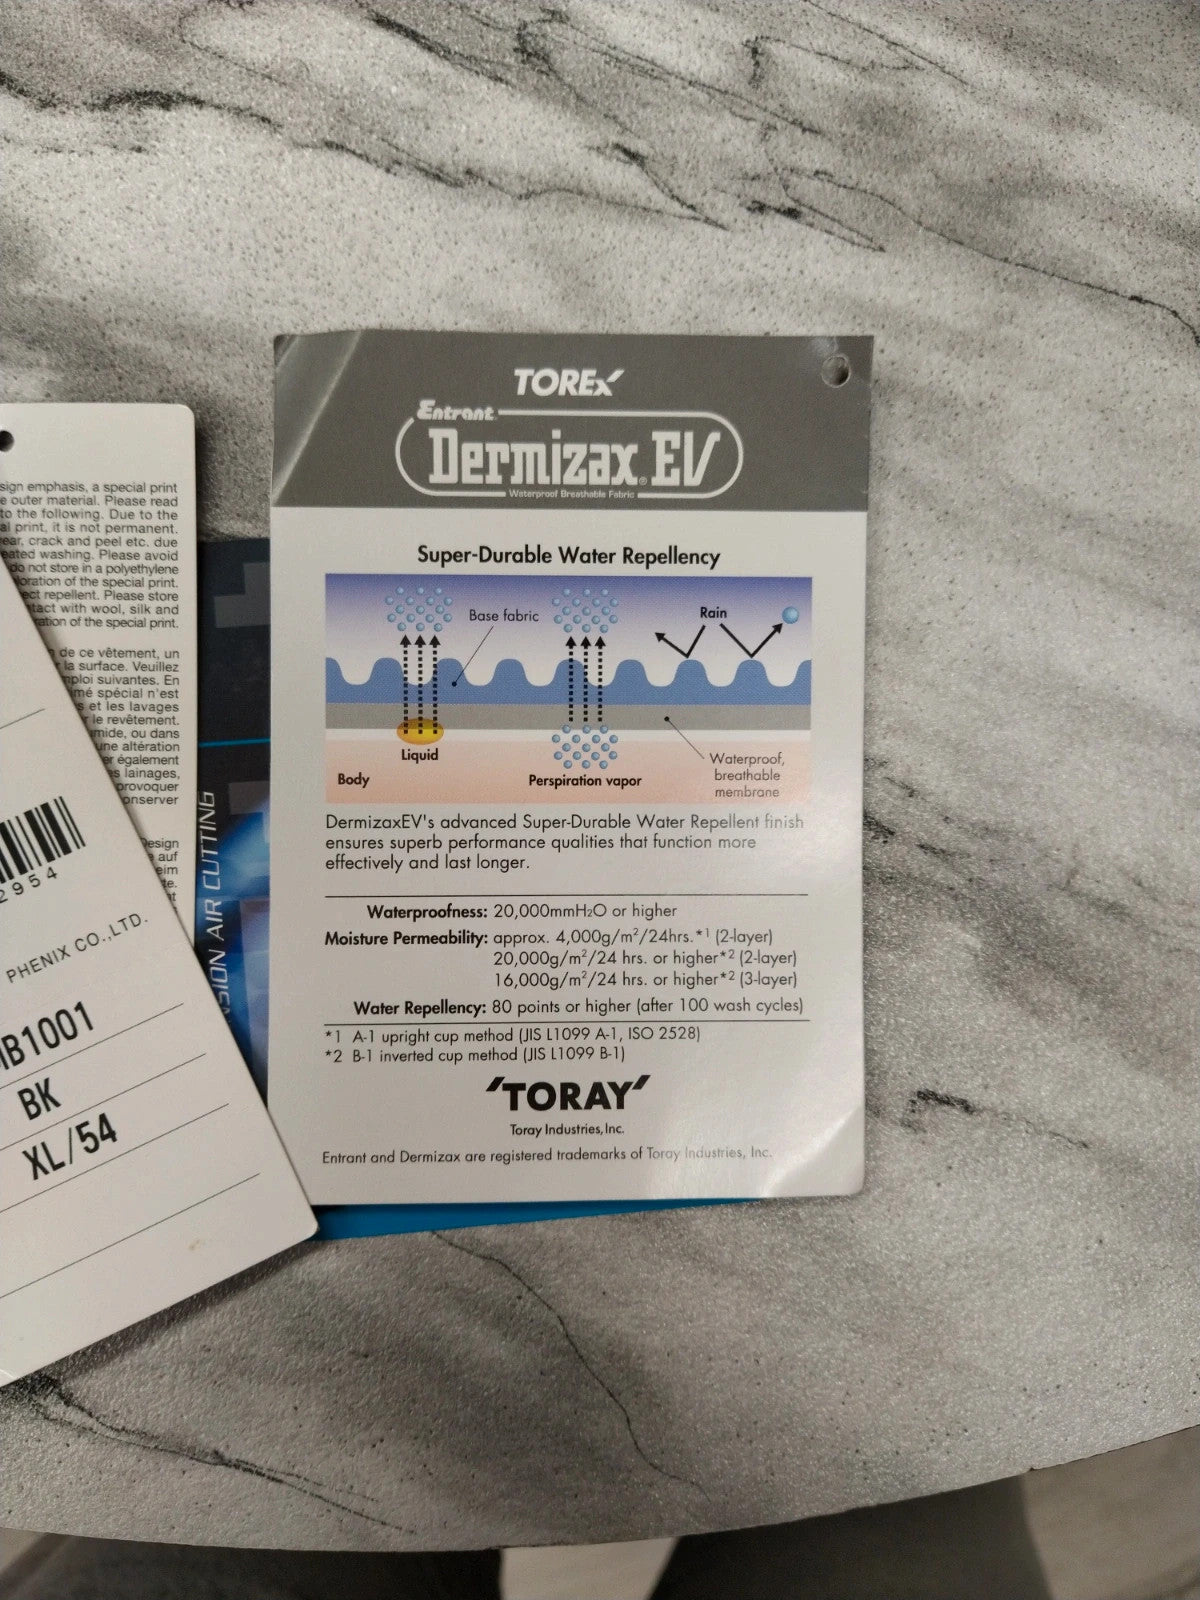 sign emphasis, a special print
outer material. Please read
to the following. Due to the
al print, it is not permanent.
ear, crack and peel etc. due
eated washing. Please avoid
do not store in a polyethylene
of the special print.
repellent. Please store
with wool, silk and
of the special print.
de ce vêtement, un
la surface. Veuillez
suivantes. En
spécial n'est
s et les lavages
r le revêtement.
ou dans
une altération
également
lainages,
provoquer
Design
auf
2954
PHENIX CO.,LTD.
B1001
BK
XL/54
SION AIR CUTTING
TOREX
Entrant
Dermizax® EV
Waterproof Breathable Fabric
Super-Durable Water Repellency
Base fabric
Rain
Liquid
Body
Perspiration vapor
Waterproof,
breathable
membrane
DermizaxEV's advanced Super-Durable Water Repellent finish
ensures superb performance qualities that function more
effectively and last longer.
Waterproofness: 20,000mmH₂O or higher
Moisture Permeability: approx. 4,000g/m²/24hrs.*¹ (2-layer)
20,000g/m²/24 hrs. or higher*² (2-layer)
16,000g/m²/24 hrs. or higher*² (3-layer)
Water Repellency: 80 points or higher (after 100 wash cycles)
*1 A-1 upright cup method (JIS L1099 A-1, ISO 2528)
*2 B-1 inverted cup method (JIS L1099 B-1)
'TORAY'
Toray Industries, Inc.
Entrant and Dermizax are registered trademarks of Toray Industries, Inc.